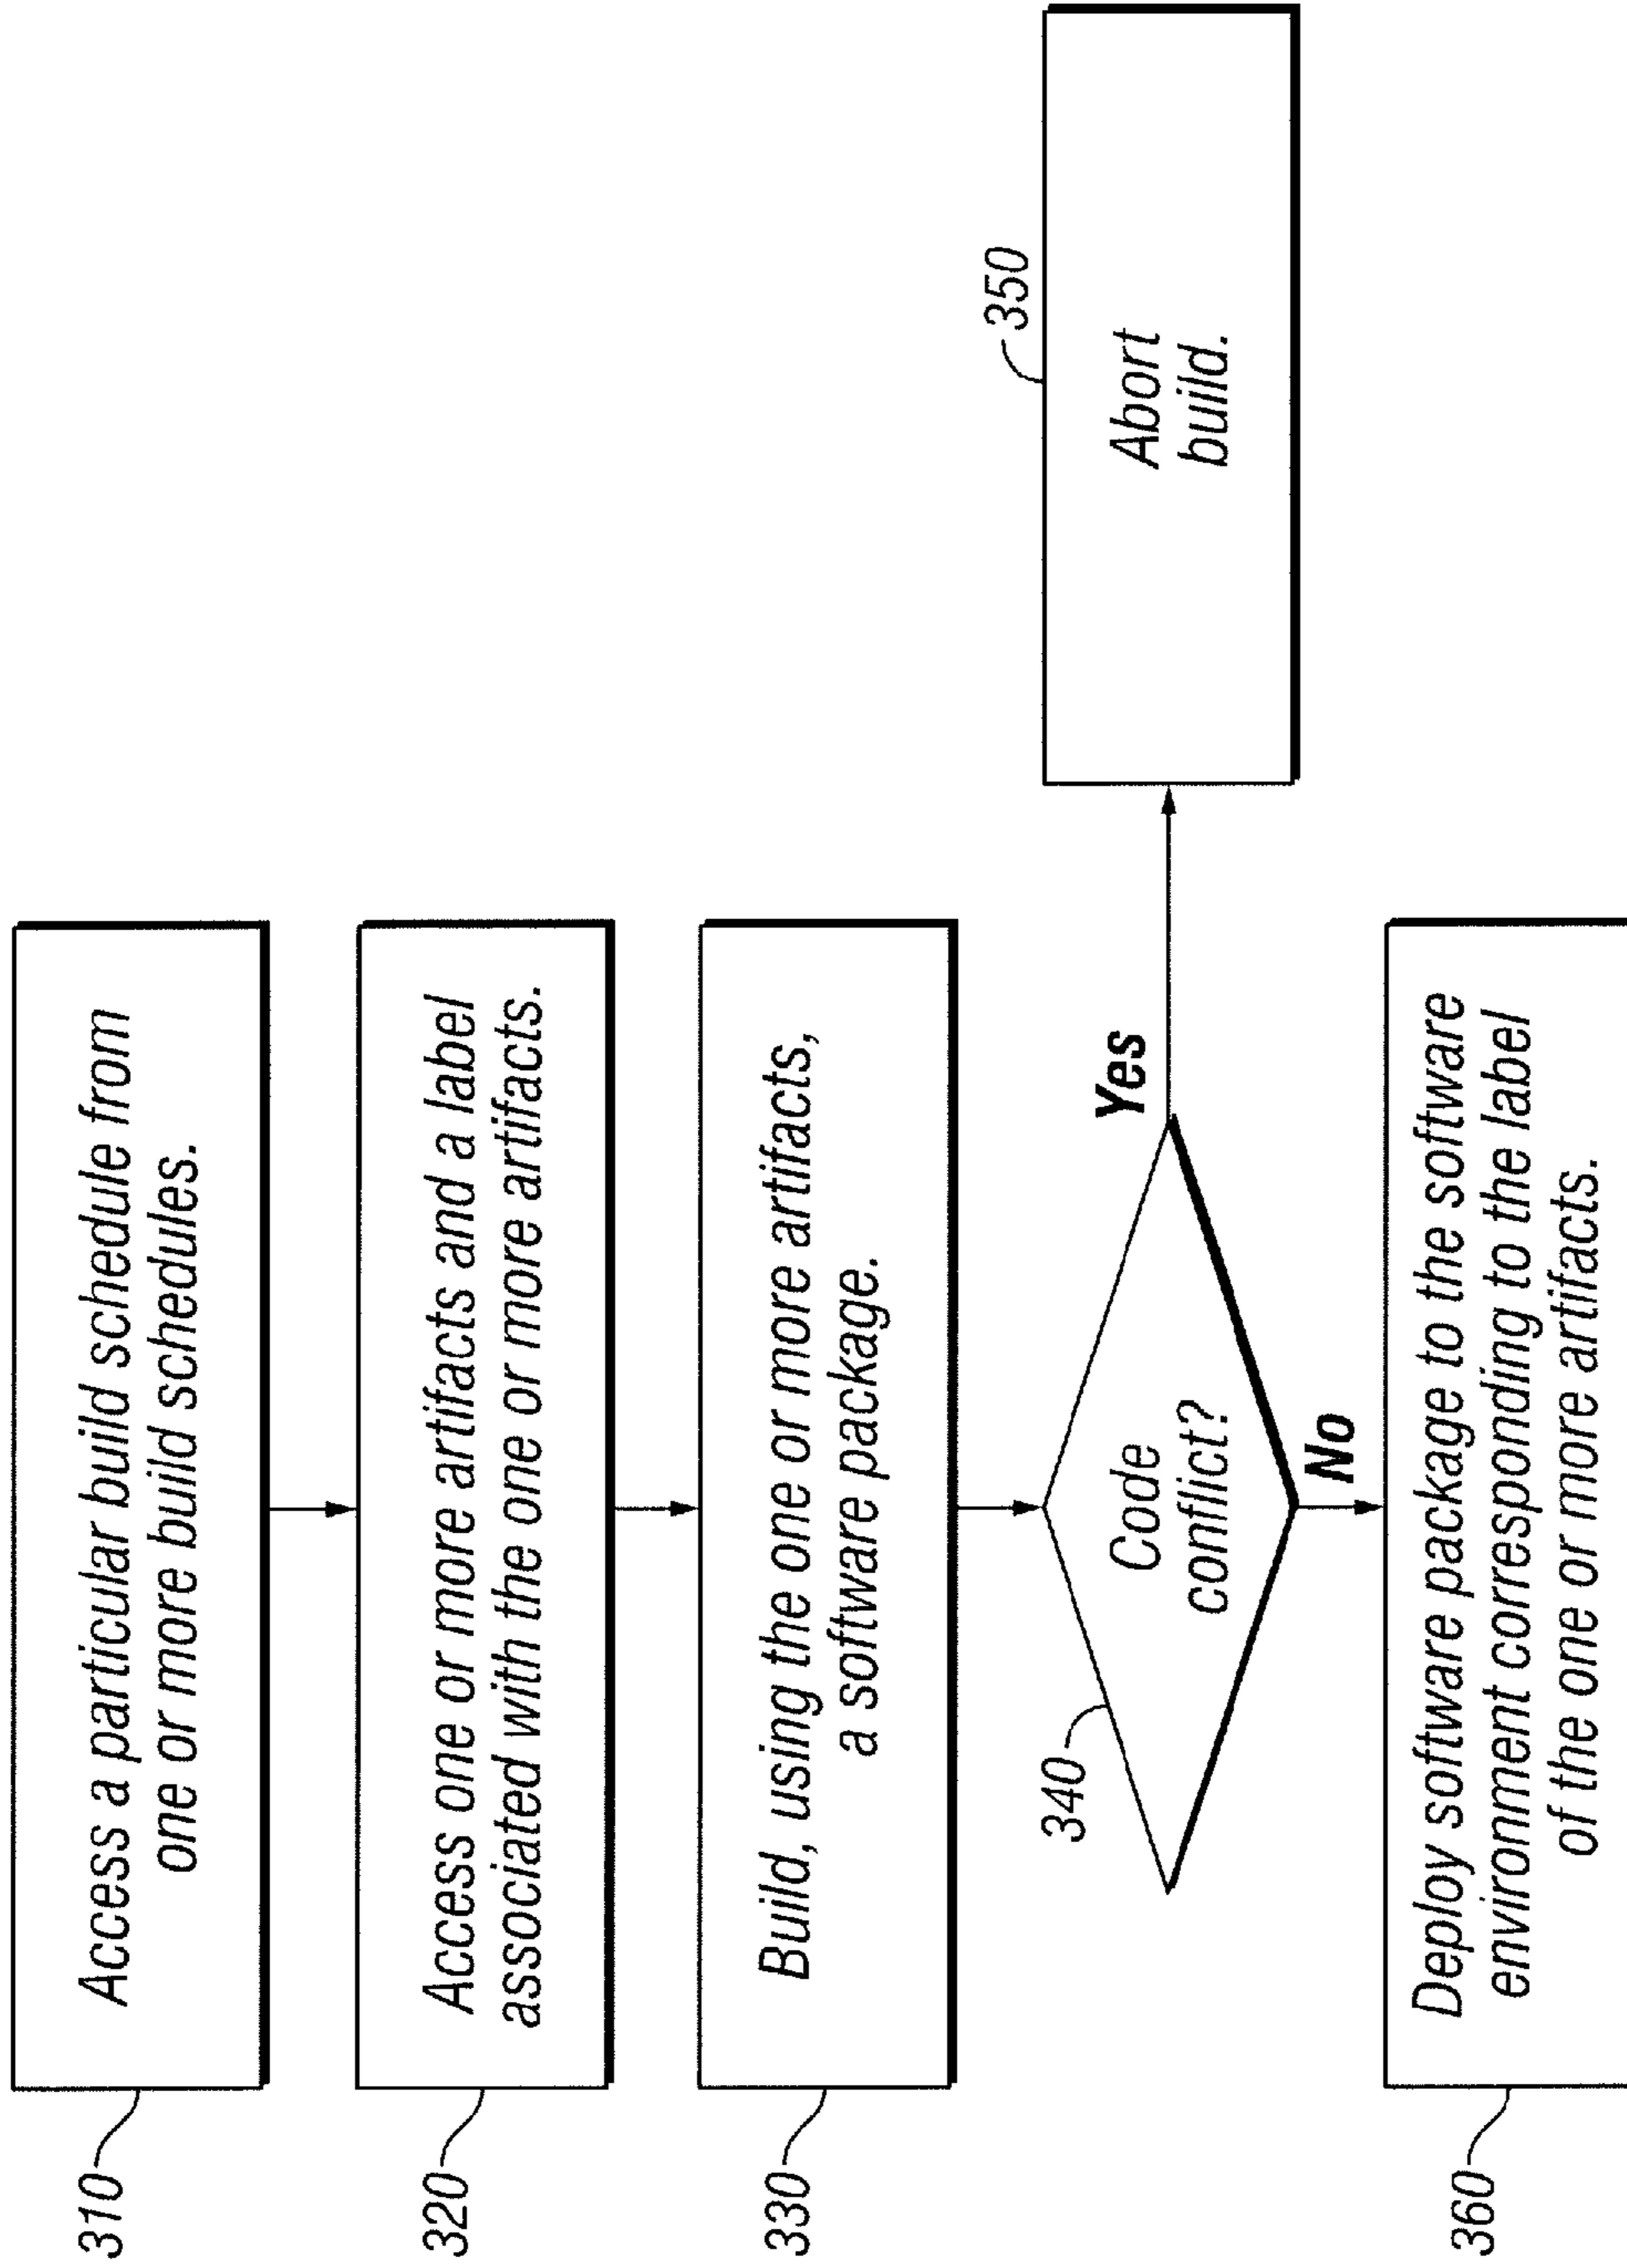 310
Access a particular build schedule from
one or more build schedules.
320
Access one or more artifacts and a label
associated with the one or more artifacts.
330
Build, using the one or more artifacts,
a software package.
340
Code
conflict?
Yes
350
Abort
build.
No
360
Deploy software package to the software
environment corresponding to the label
of the one or more artifacts.